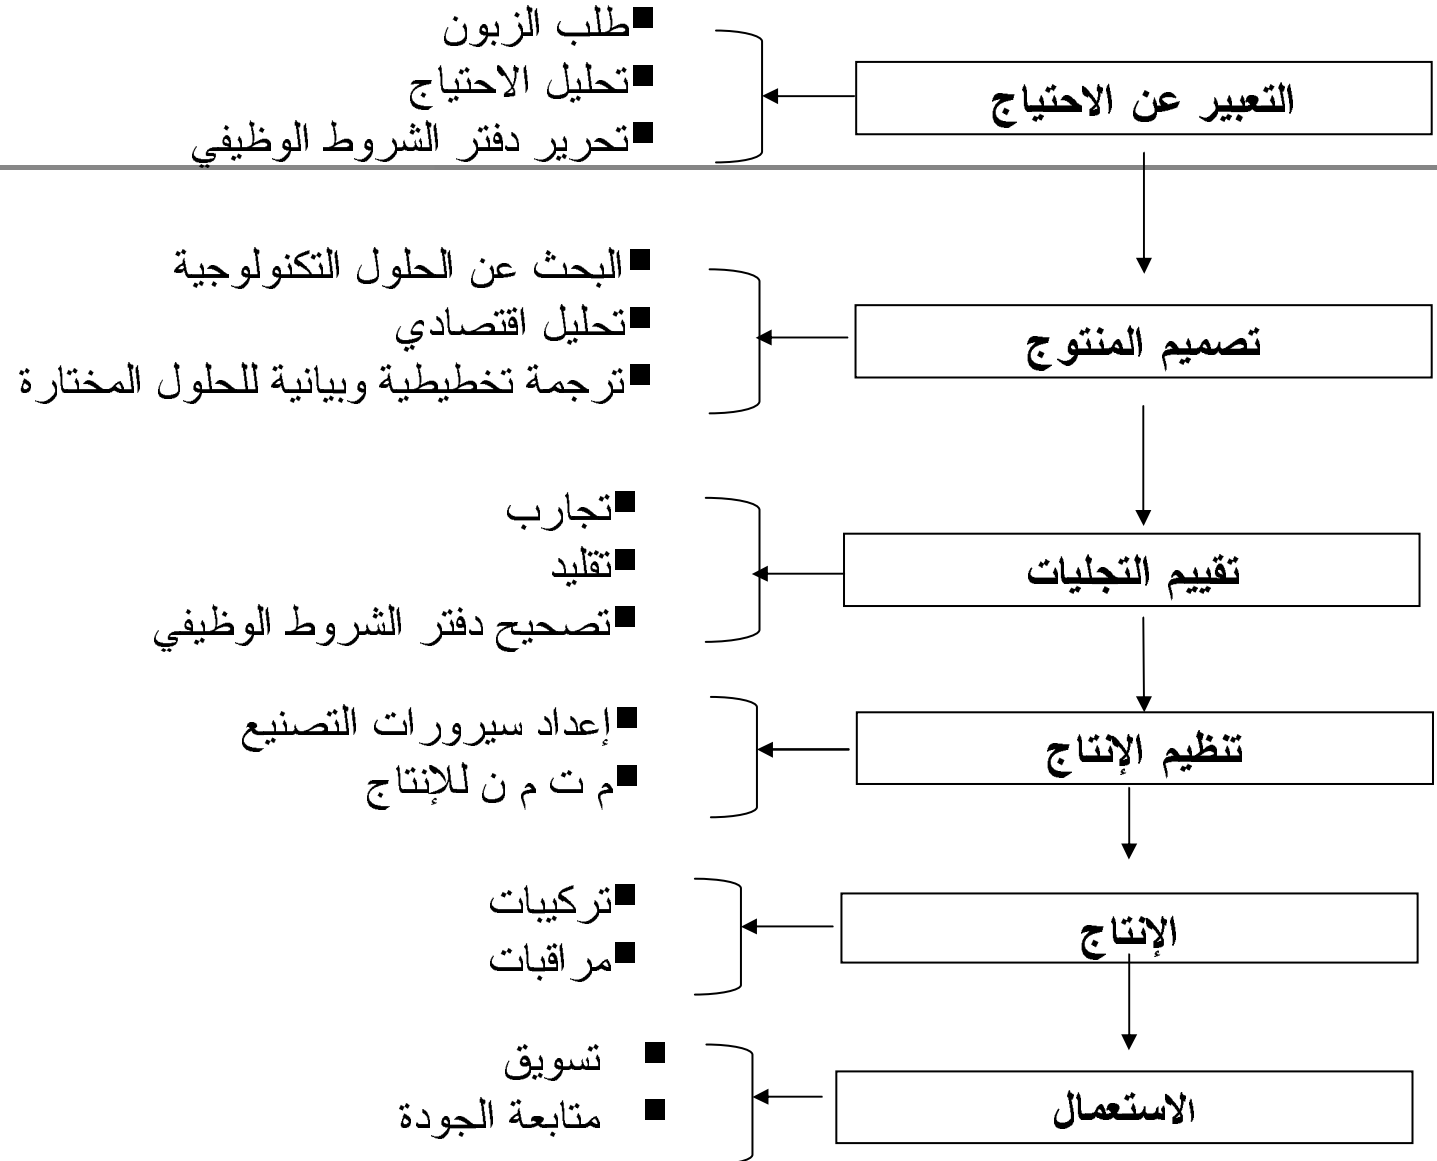 التعبير عن الاحتياج
■طلب الزبون
■تحليل الاحتياج
■تحرير دفتر الشروط الوظيفي
تصميم المنتوج
■البحث عن الحلول التكنولوجية
■تحليل اقتصادي
■ترجمة تخطيطية وبيانية للحلول المختارة
تقييم التجليات
■تجارب
■تقليد
■تصحيح دفتر الشروط الوظيفي
تنظيم الإنتاج
■إعداد سيرورات التصنيع
■م ت م ن للإنتاج
الإنتاج
■تركيبات
■مراقبات
الاستعمال
■ تسويق
■ متابعة الجودة